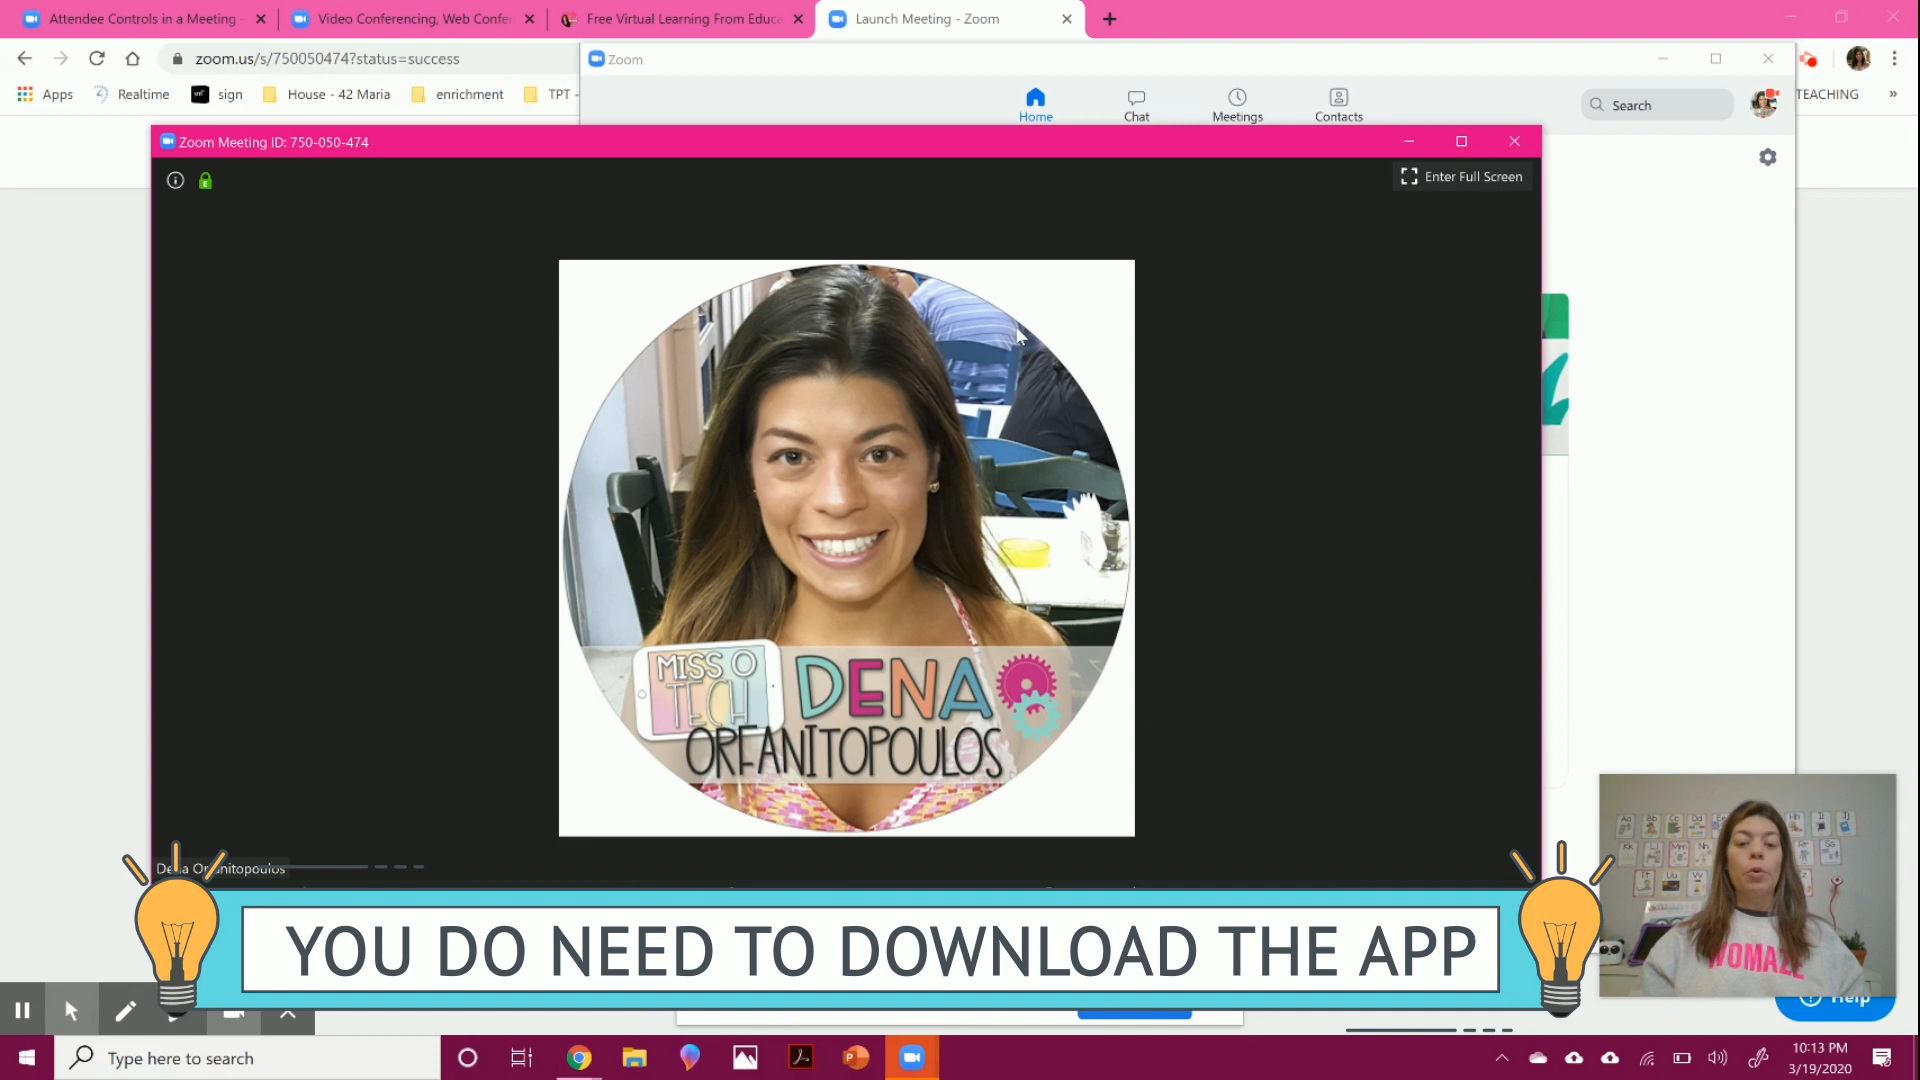 Attendee Controls in a Meeting -
Video Conferencing, Web Confer
Free Virtual Learning From Educa
Launch Meeting - Zoom
zoom.us/s/750050474?status=success
Zoom
Apps
Realtime
sign
House - 42 Maria
enrichment
TPT -
TEACHING
»
Home
Chat
Meetings
Contacts
Search
Zoom Meeting ID: 750-050-474
Enter Full Screen
MISS O
TECH
DENA
ORFANITOPOULOS
YOU DO NEED TO DOWNLOAD THE APP
Help
Type here to search
10:13 PM
3/19/2020